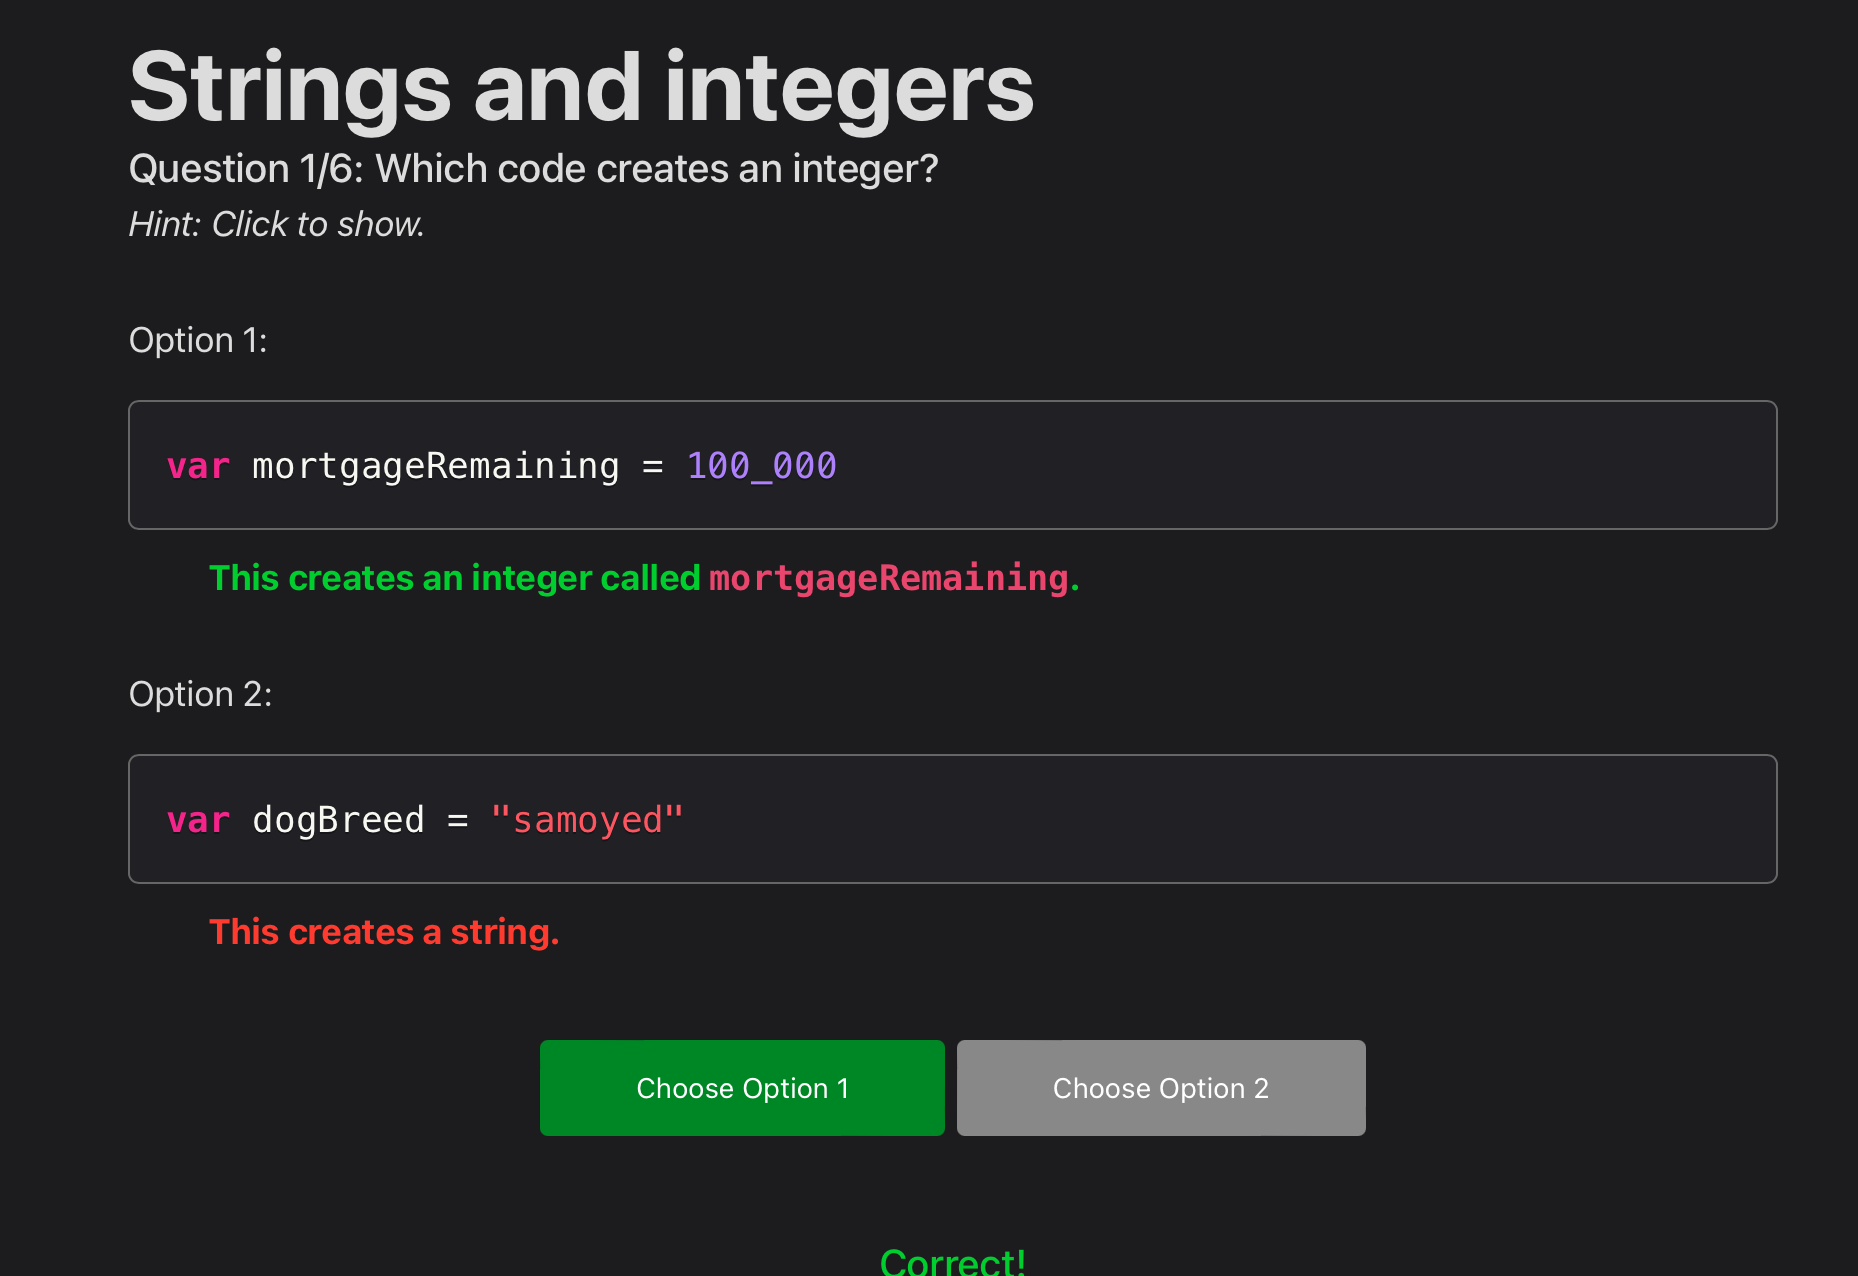 Strings and integers
Question 1/6: Which code creates an integer?
Hint: Click to show.
Option 1:
var mortgageRemaining = 100_000
This creates an integer called mortgageRemaining.
Option 2:
var dogBreed = "samoyed"
This creates a string.
Choose Option 1
Choose Option 2
Correct!